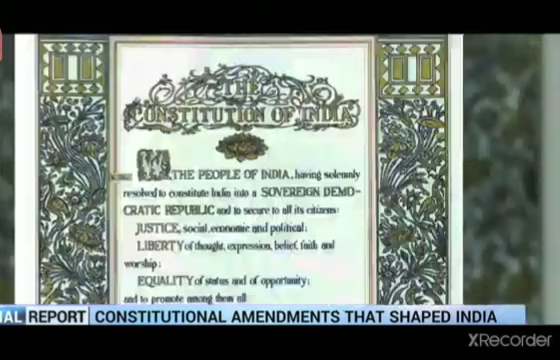 THE
CONSTITUTION OF INDIA
WE, THE PEOPLE OF INDIA, having solemnly
resolved to constitute India into a SOVEREIGN DEMO-
CRATIC REPUBLIC and to secure to all its citizens:
JUSTICE, social, economic and political;
LIBERTY of thought, expression, belief, faith and
worship;
EQUALITY of status and of opportunity;
and to promote among them all
IAL REPORT CONSTITUTIONAL AMENDMENTS THAT SHAPED INDIA
XRecorder